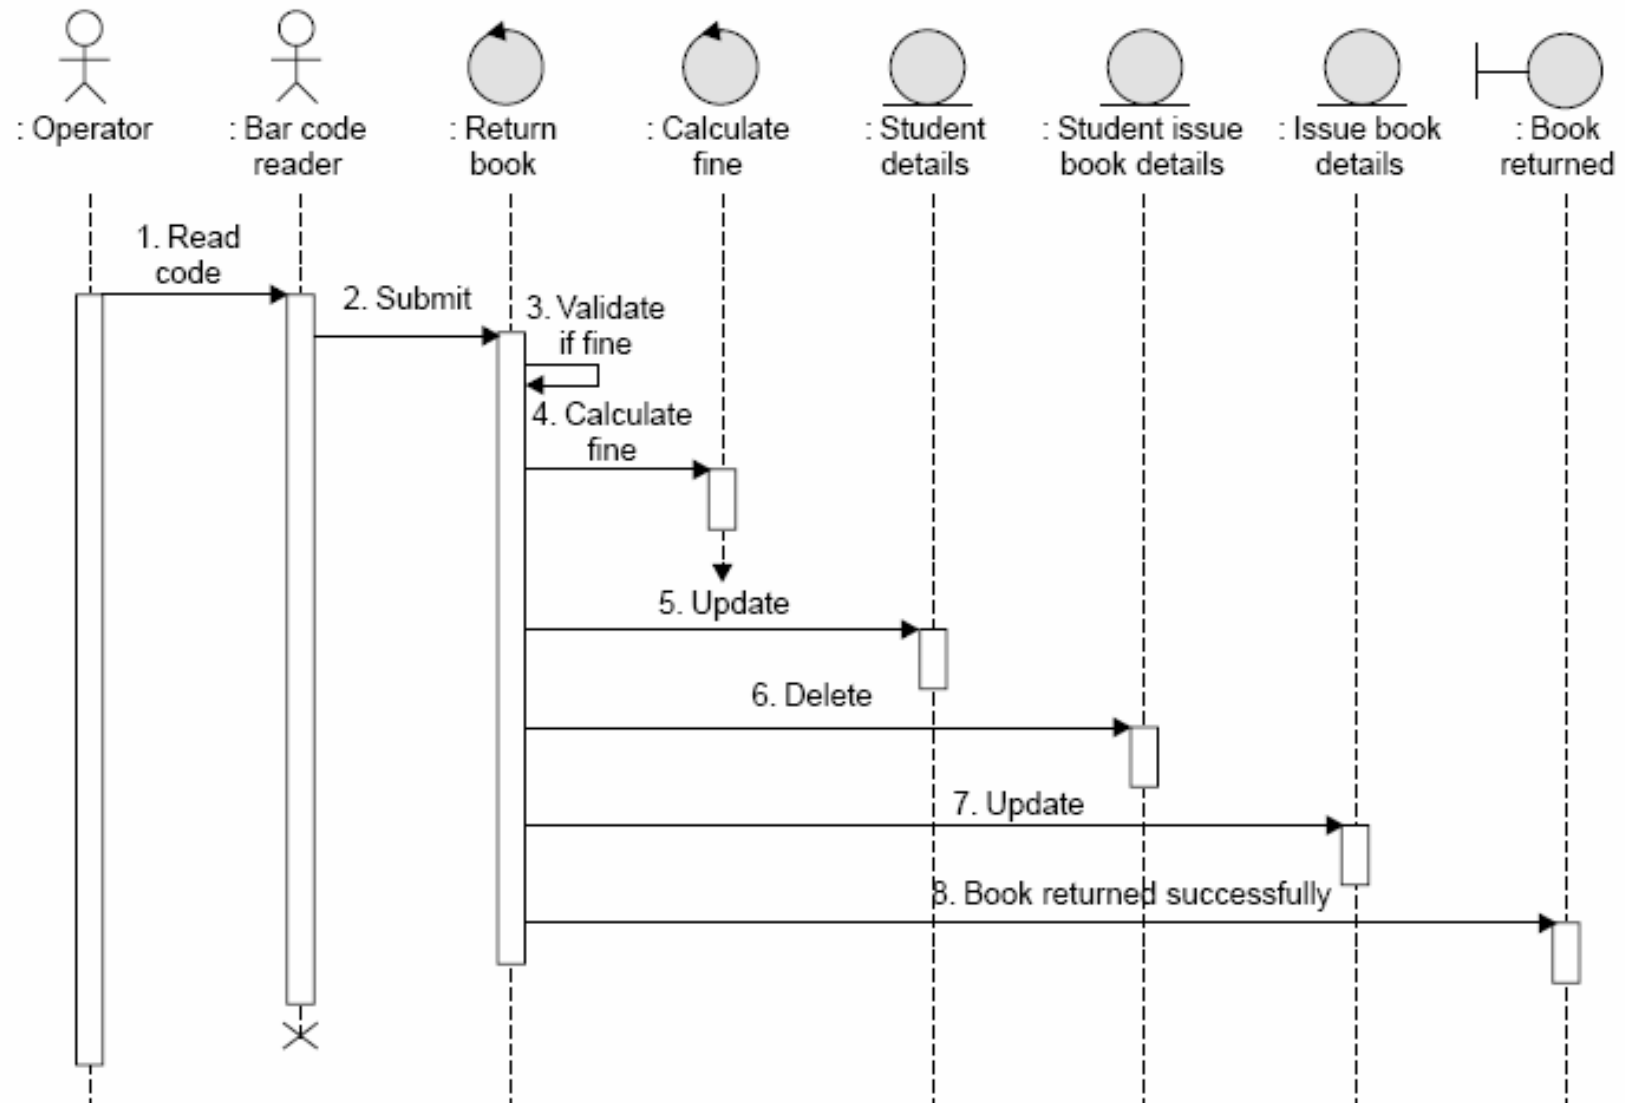 : Operator
: Bar code
reader
: Return
book
: Calculate
fine
: Student
details
: Student issue
book details
: Issue book
details
: Book
returned
1. Read
code
2. Submit
3. Validate
if fine
4. Calculate
fine
5. Update
6. Delete
7. Update
8. Book returned successfully